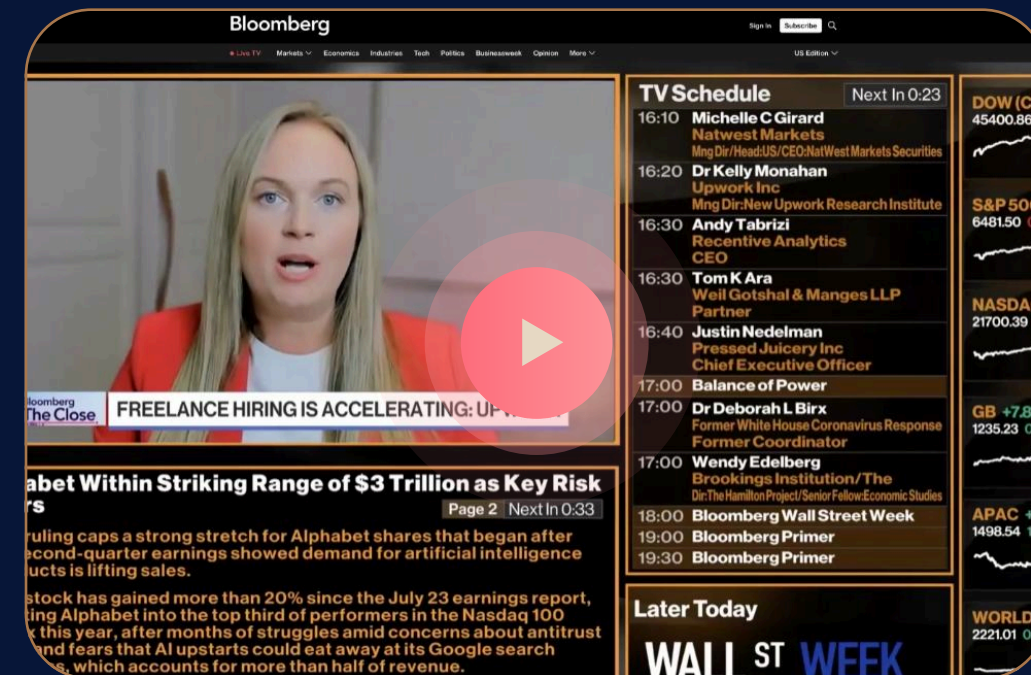 Bloomberg
Sign In Subscribe
Live TV Markets Economics Industries Tech Politics Businessweek Opinion More US Edition
The Close
FREELANCE HIRING IS ACCELERATING:
TV Schedule Next In 0:23
16:10 Michelle C Girard
Natwest Markets
Mng Dir/Head:US/CEO:NatWest Markets Securities
16:20 Dr Kelly Monahan
Upwork Inc
Mng Dir:New Upwork Research Institute
16:30 Andy Tabrizi
Recentive Analytics
CEO
16:30 Tom K Ara
Weil Gotshal & Manges LLP
Partner
16:40 Justin Nedelman
Pressed Juicery Inc
Chief Executive Officer
17:00 Balance of Power
17:00 Dr Deborah L Birx
Former White House Coronavirus Response
Former Coordinator
17:00 Wendy Edelberg
Brookings Institution/The
Dir:The Hamilton Project/Senior Fellow:Economic Studies
18:00 Bloomberg Wall Street Week
19:00 Bloomberg Primer
19:30 Bloomberg Primer
Later Today
WALL ST WEEK
abet Within Striking Range of $3 Trillion as Key Risk
rs
Page 2 Next In 0:33
ruling caps a strong stretch for Alphabet shares that began after
econd-quarter earnings showed demand for artificial intelligence
ucts is lifting sales.
stock has gained more than 20% since the July 23 earnings report,
ting Alphabet into the top third of performers in the Nasdaq 100
this year, after months of struggles amid concerns about antitrust
and fears that AI upstarts could eat away at its Google search
s, which accounts for more than half of revenue.
DOW (C
45400.86
S&P 50
6481.50
NASDA
21700.39
GB +7.8
1235.23
APAC +
1498.54
WORLD
2221.01